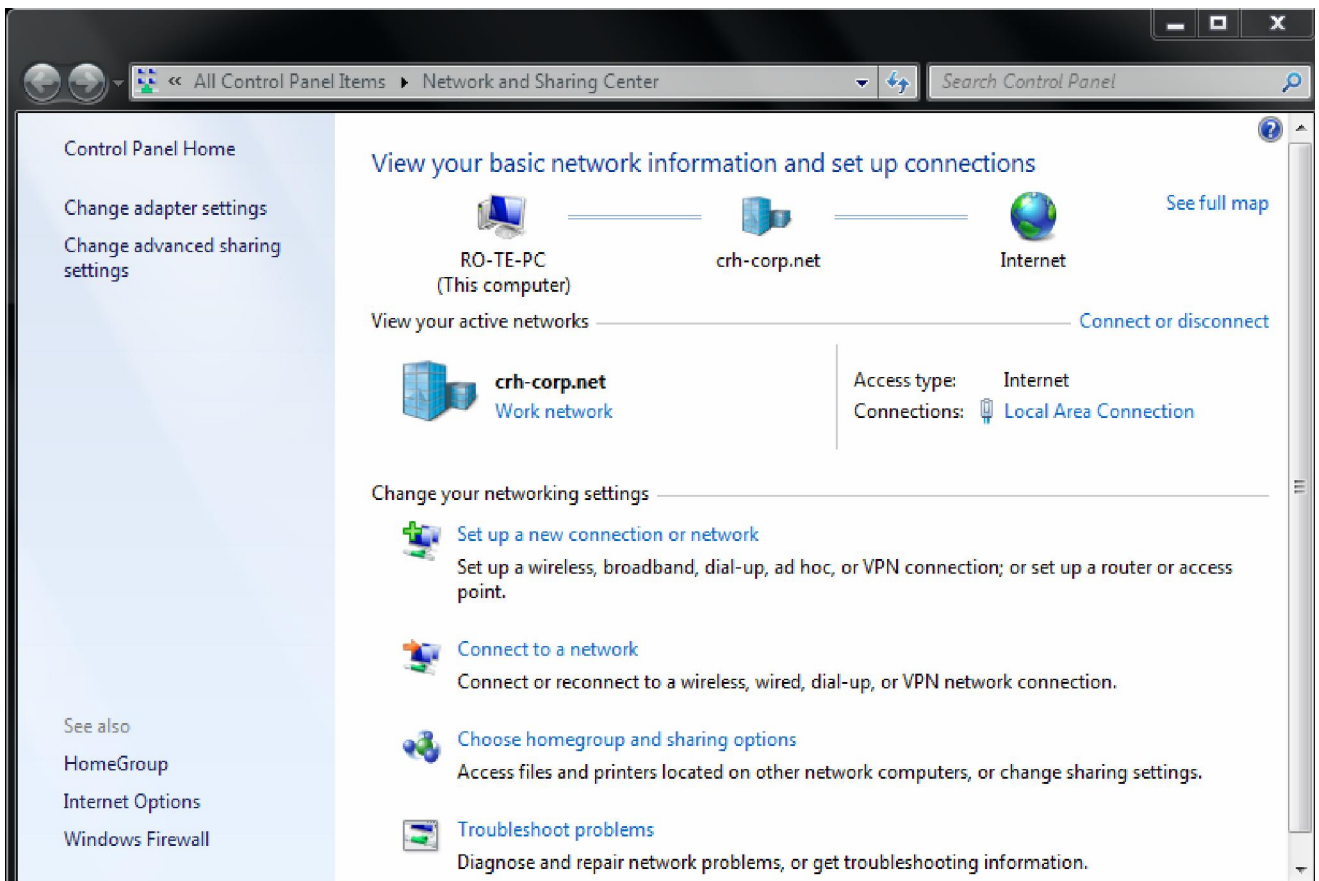 « All Control Panel Items ▸ Network and Sharing Center
Search Control Panel
Control Panel Home
Change adapter settings
Change advanced sharing
settings
See also
HomeGroup
Internet Options
Windows Firewall
View your basic network information and set up connections
See full map
RO-TE-PC
(This computer)
crh-corp.net
Internet
View your active networks
Connect or disconnect
crh-corp.net
Work network
Access type: Internet
Connections: Local Area Connection
Change your networking settings
Set up a new connection or network
Set up a wireless, broadband, dial-up, ad hoc, or VPN connection; or set up a router or access
point.
Connect to a network
Connect or reconnect to a wireless, wired, dial-up, or VPN network connection.
Choose homegroup and sharing options
Access files and printers located on other network computers, or change sharing settings.
Troubleshoot problems
Diagnose and repair network problems, or get troubleshooting information.